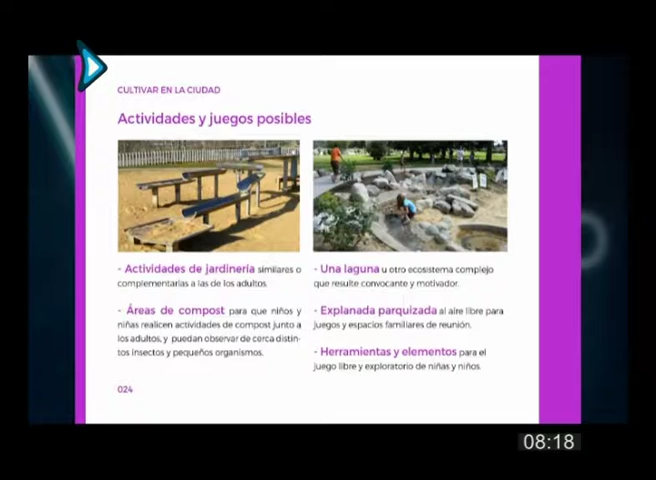 CULTIVAR EN LA CIUDAD
Actividades y juegos posibles
- Actividades de jardinería similares o
complementarias a las de los adultos.
- Áreas de compost para que niños y
niñas realicen actividades de compost junto a
los adultos, y puedan observar de cerca distin-
tos insectos y pequeños organismos.
024
- Una laguna u otro ecosistema complejo
que resulte convocante y motivador.
- Explanada parquizada al aire libre para
juegos y espacios familiares de reunión.
- Herramientas y elementos para el
juego libre y exploratorio de niñas y niños.
08:18